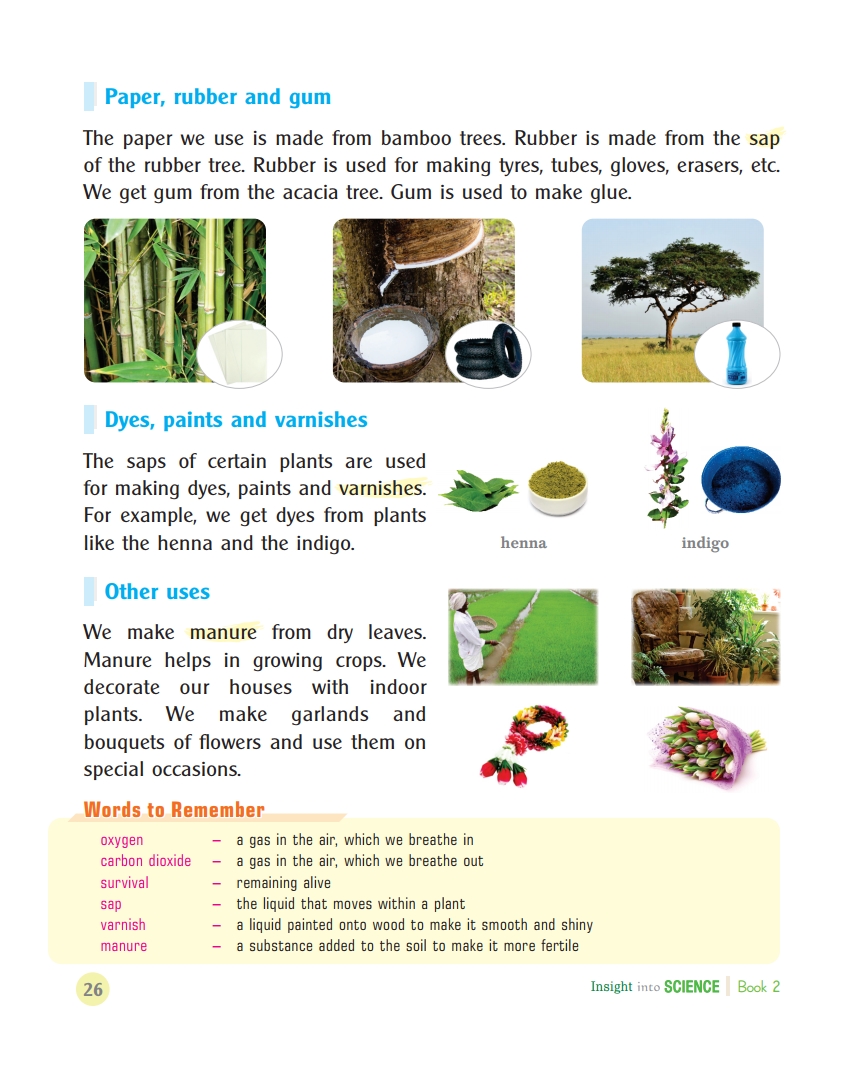 Paper, rubber and gum
The paper we use is made from bamboo trees. Rubber is made from the sap
of the rubber tree. Rubber is used for making tyres, tubes, gloves, erasers, etc.
We get gum from the acacia tree. Gum is used to make glue.
Dyes, paints and varnishes
The saps of certain plants are used
for making dyes, paints and varnishes.
For example, we get dyes from plants
like the henna and the indigo.
henna
indigo
Other uses
We make manure from dry leaves.
Manure helps in growing crops. We
decorate our houses with indoor
plants. We make garlands and
bouquets of flowers and use them on
special occasions.
Words to Remember
oxygen – a gas in the air, which we breathe in
carbon dioxide – a gas in the air, which we breathe out
survival – remaining alive
sap – the liquid that moves within a plant
varnish – a liquid painted onto wood to make it smooth and shiny
manure – a substance added to the soil to make it more fertile
26
Insight into SCIENCE | Book 2